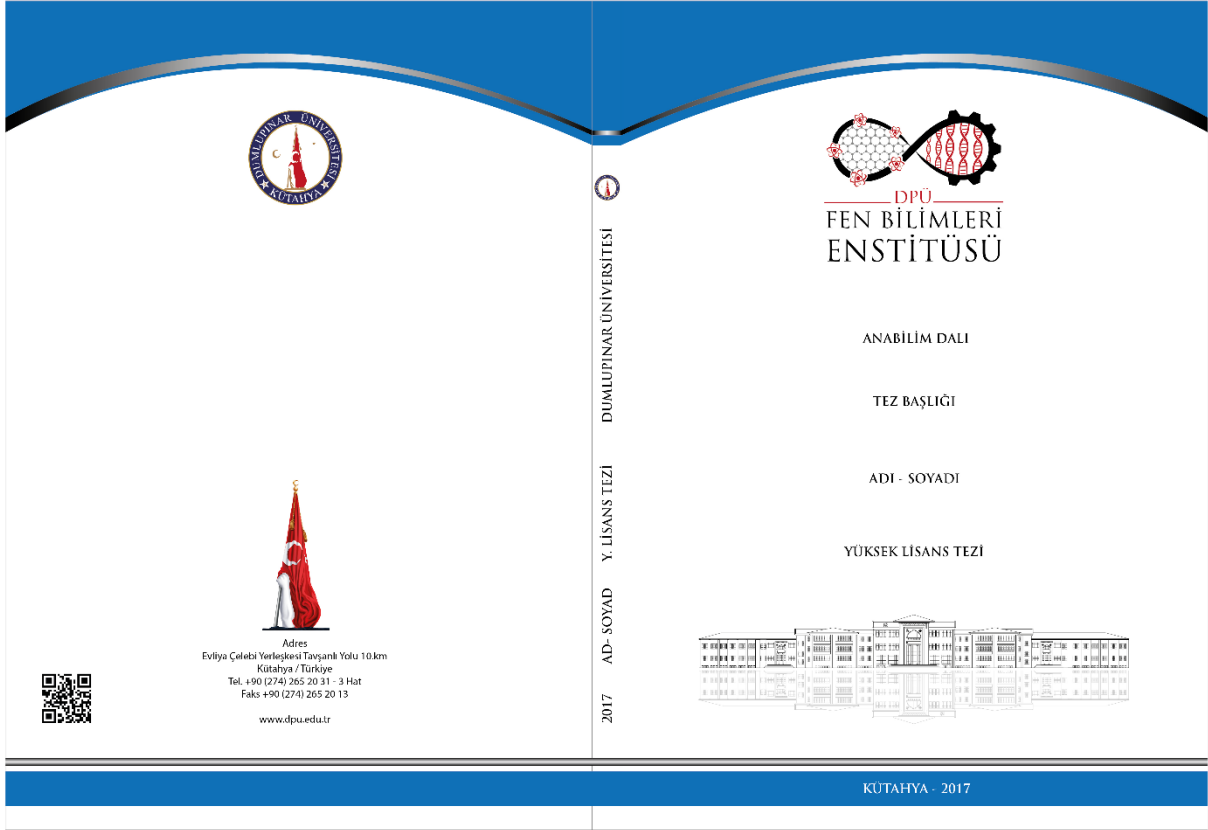 DUMLUPINAR ÜNİVERSİTESİ
KÜTAHYA
Adres
Evliya Çelebi Yerleşkesi Tavşanlı Yolu 10.km
Kütahya / Türkiye
Tel. +90 (274) 265 20 31 - 3 Hat
Faks +90 (274) 265 20 13
www.dpu.edu.tr
DUMLUPINAR ÜNİVERSİTESİ
Y. LİSANS TEZİ
AD- SOYAD
2017
DPÜ
FEN BİLİMLERİ
ENSTİTÜSÜ
ANABİLİM DALI
TEZ BAŞLIĞI
ADI - SOYADI
YÜKSEK LİSANS TEZİ
KÜTAHYA - 2017